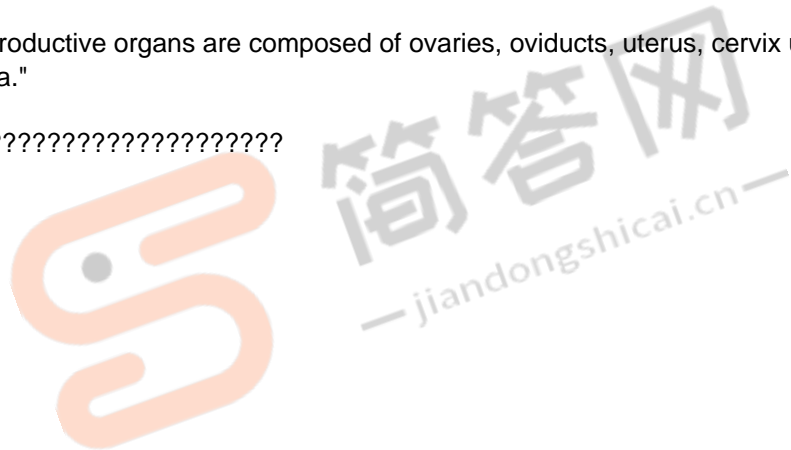 roductive organs are composed of ovaries, oviducts, uterus, cervix
a."
???????????????????
简答网
jiandongshicai.cn